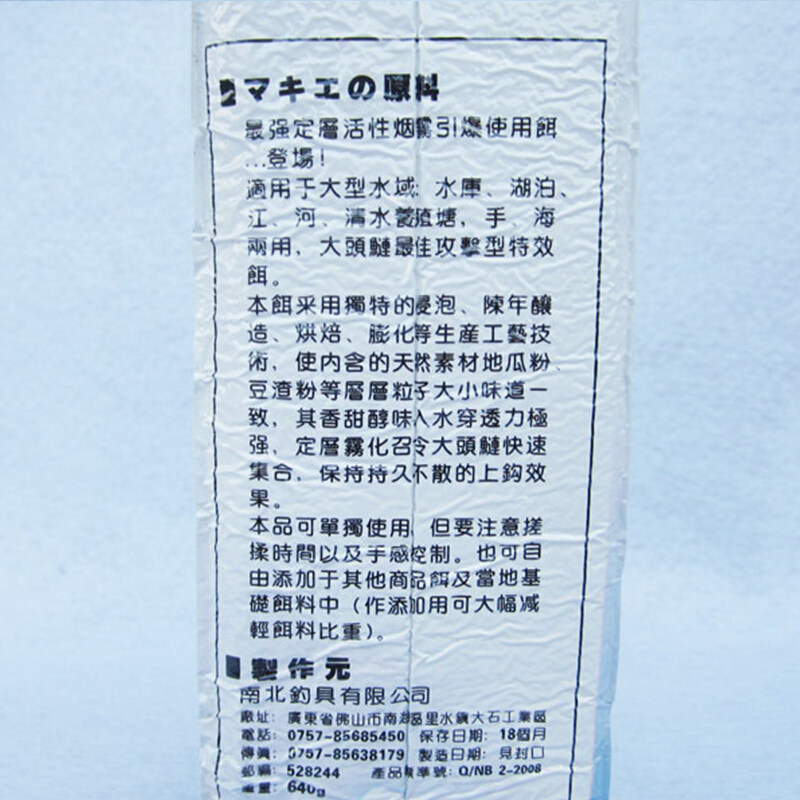 マキエの原料
最强定層活性烟霧引爆使用餌
...登場!
適用于大型水域: 水庫、湖泊、
江、河、清水養殖塘, 手、海
兩用, 大頭鰱最佳攻擊型特效
餌。
本餌采用獨特的浸泡、陳年釀
造、烘焙、膨化等生産工藝技
術, 使内含的天然素材地瓜粉、
豆渣粉等層層粒子大小味道一
致, 其香甜醇味入水穿透力極
强, 定層霧化召令大頭鰱快速
集合, 保持持久不散的上鈎效
果。
本品可單獨使用, 但要注意搓
揉時間以及手感控制。也可自
由添加于其他商品餌及當地基
礎餌料中 (作添加用可大幅减
輕餌料比重)。
製作元
南北釣具有限公司
廠址: 廣東省佛山市南海區里水鎮大石工業區
電話: 0757-85685450 保存日期: 18個月
傳真: 0757-85638179 製造日期: 見封口
郵編: 528244 產品標準號: Q/NB 2-2008
重量: 640g